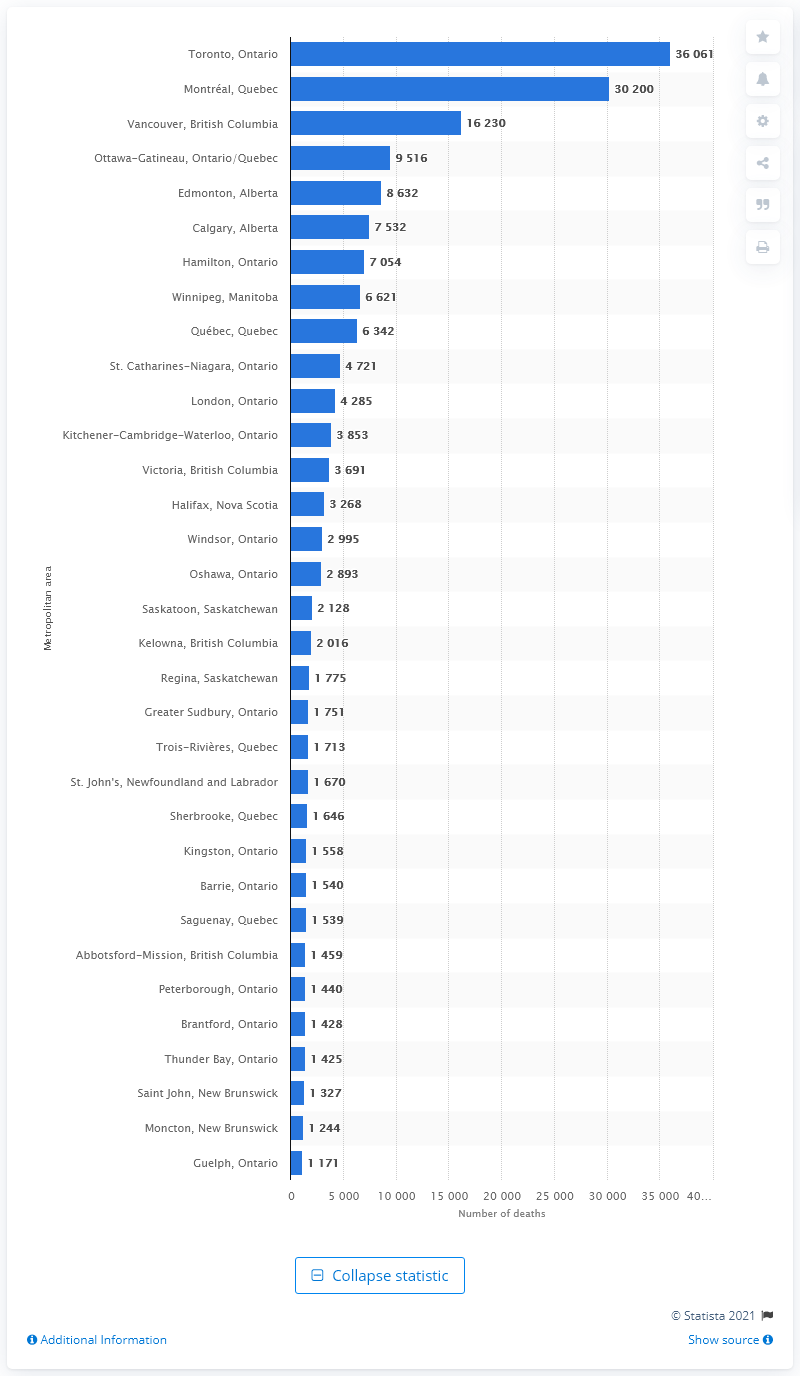 Toronto, Ontario 36 061
Montréal, Quebec 30 200
Vancouver, British Columbia 16 230
Ottawa-Gatineau, Ontario/Quebec 9 516
Edmonton, Alberta 8 632
Calgary, Alberta 7 532
Hamilton, Ontario 7 054
Winnipeg, Manitoba 6 621
Québec, Quebec 6 342
St. Catharines-Niagara, Ontario 4 721
London, Ontario 4 285
Kitchener-Cambridge-Waterloo, Ontario 3 853
Victoria, British Columbia 3 691
Halifax, Nova Scotia 3 268
Windsor, Ontario 2 995
Oshawa, Ontario 2 893
Saskatoon, Saskatchewan 2 128
Kelowna, British Columbia 2 016
Regina, Saskatchewan 1 775
Greater Sudbury, Ontario 1 751
Trois-Rivières, Quebec 1 713
St. John's, Newfoundland and Labrador 1 670
Sherbrooke, Quebec 1 646
Kingston, Ontario 1 558
Barrie, Ontario 1 540
Saguenay, Quebec 1 539
Abbotsford-Mission, British Columbia 1 459
Peterborough, Ontario 1 440
Brantford, Ontario 1 428
Thunder Bay, Ontario 1 425
Saint John, New Brunswick 1 327
Moncton, New Brunswick 1 244
Guelph, Ontario 1 171
Metropolitan area
0 5 000 10 000 15 000 20 000 25 000 30 000 35 000 40...
Number of deaths
Collapse statistic
© Statista 2021
Additional Information
Show source